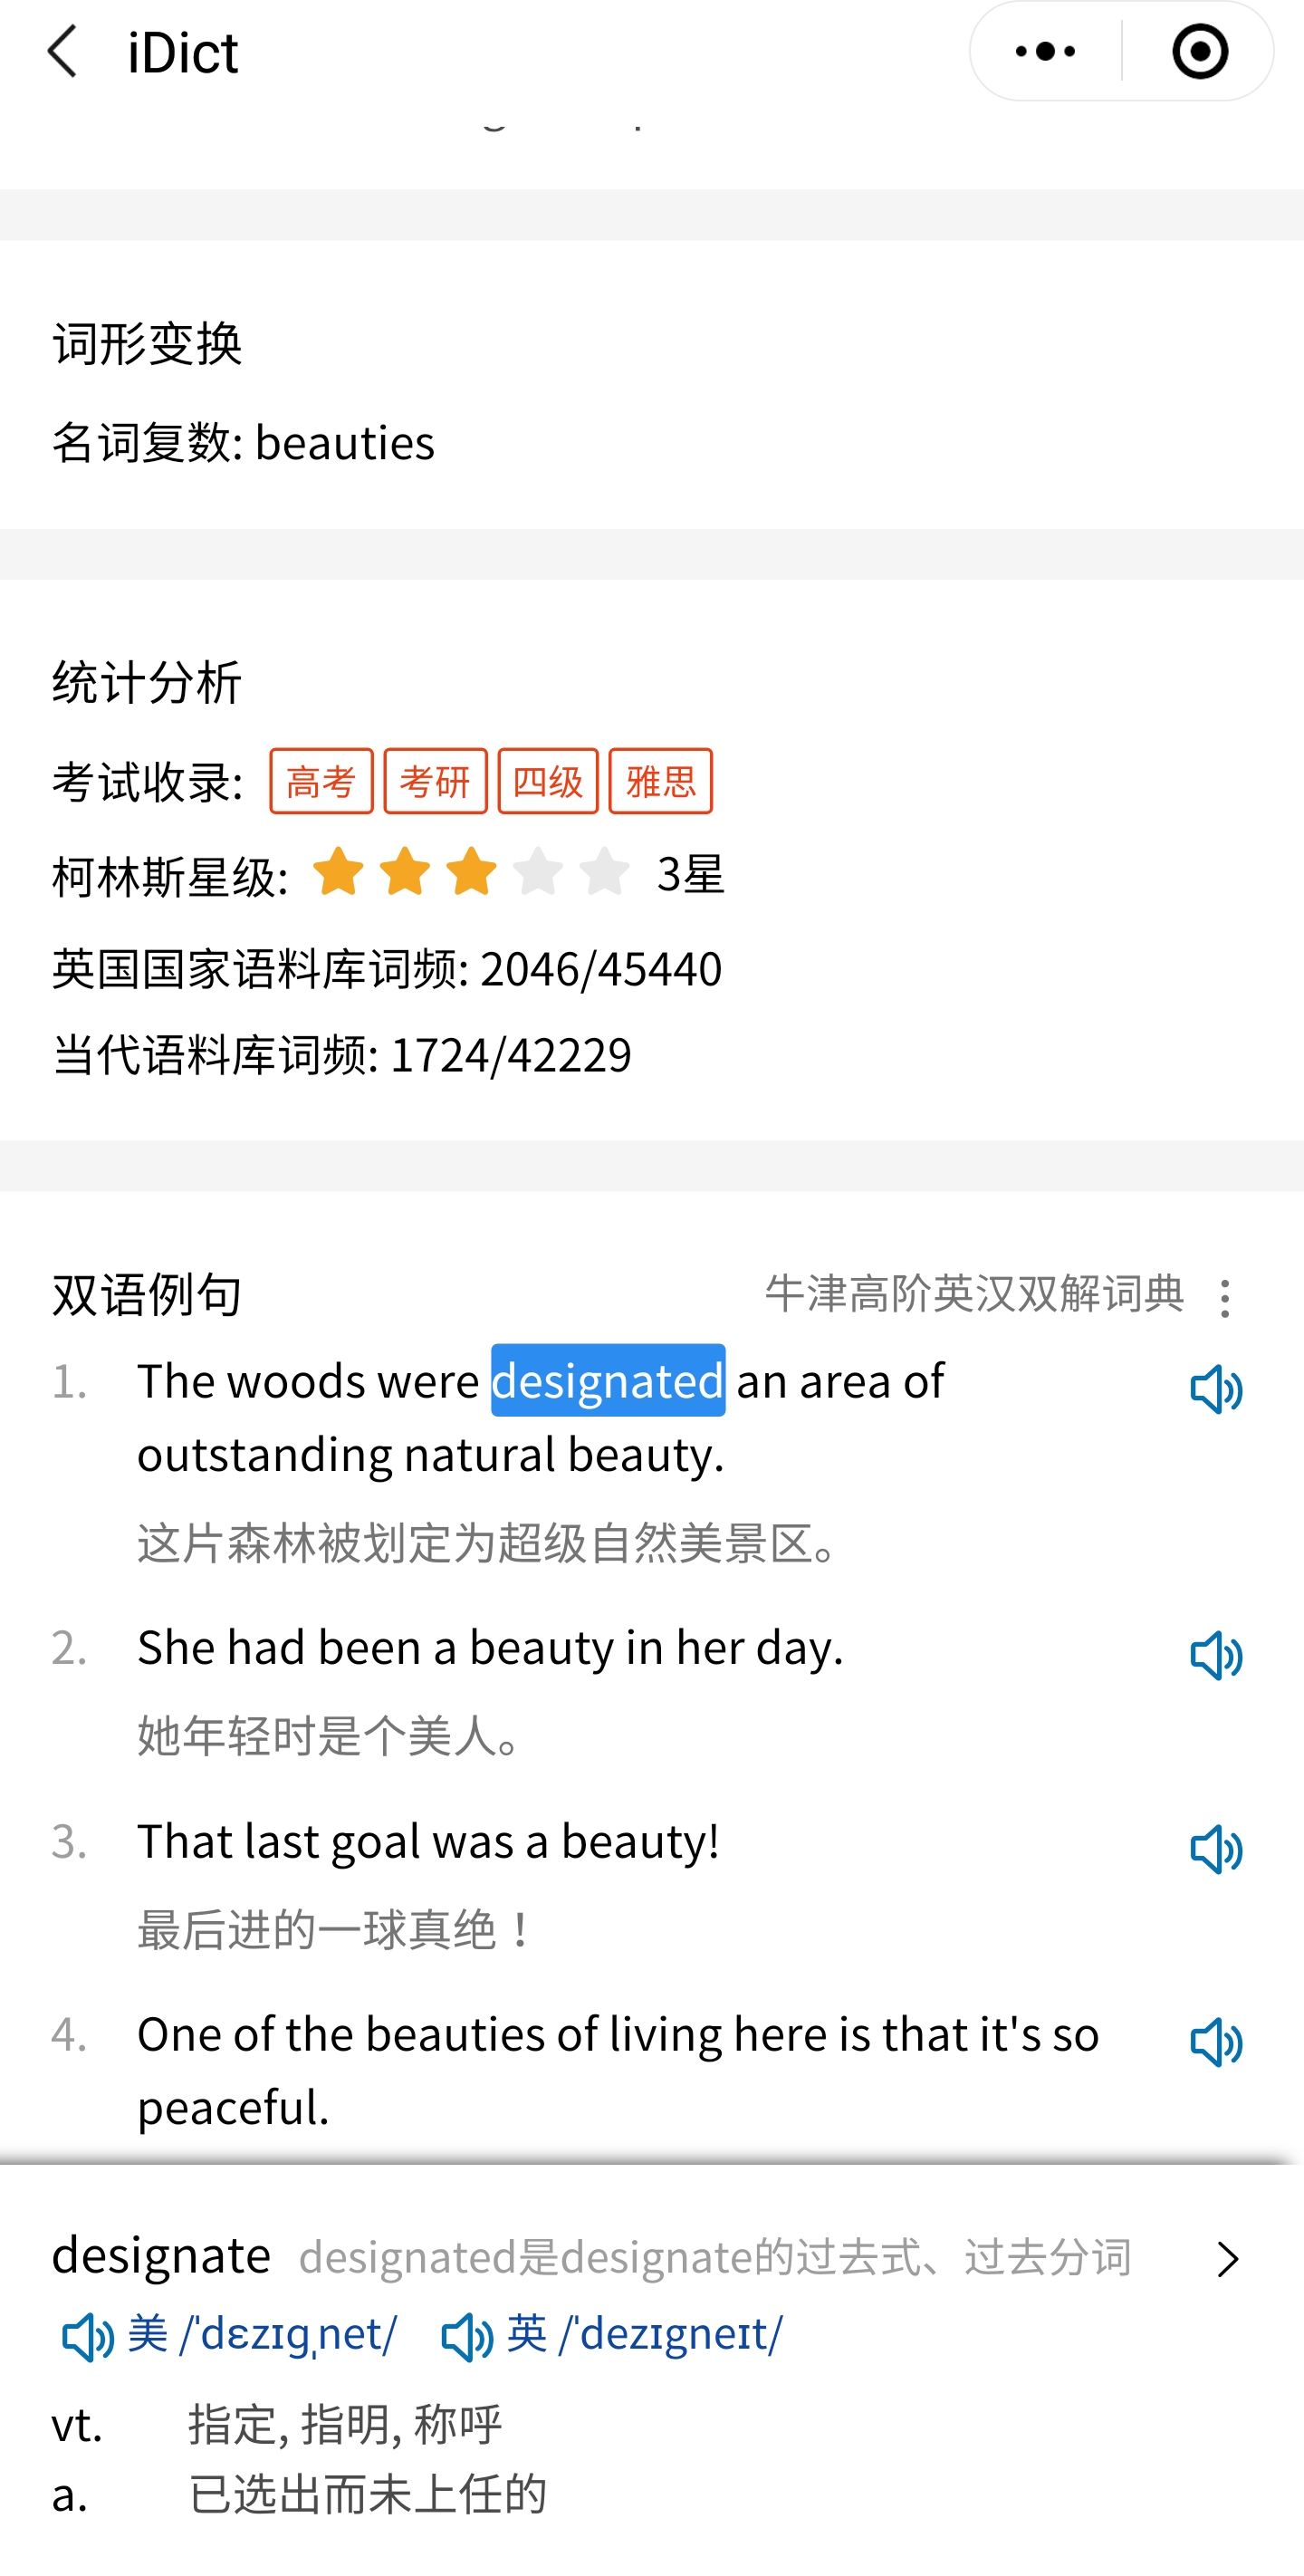 iDict
词形变换
名词复数: beauties
统计分析
考试收录: 高考 考研 四级 雅思
柯林斯星级: 3星
英国国家语料库词频: 2046/45440
当代语料库词频: 1724/42229
双语例句 牛津高阶英汉双解词典
1. The woods were designated an area of
outstanding natural beauty.
这片森林被划定为超级自然美景区。
2. She had been a beauty in her day.
她年轻时是个美人。
3. That last goal was a beauty!
最后进的一球真绝！
4. One of the beauties of living here is that it's so
peaceful.
designate designated是designate的过去式、过去分词
美 /ˈdɛzɪɡˌnet/ 英 /ˈdezɪgneɪt/
vt. 指定, 指明, 称呼
a. 已选出而未上任的